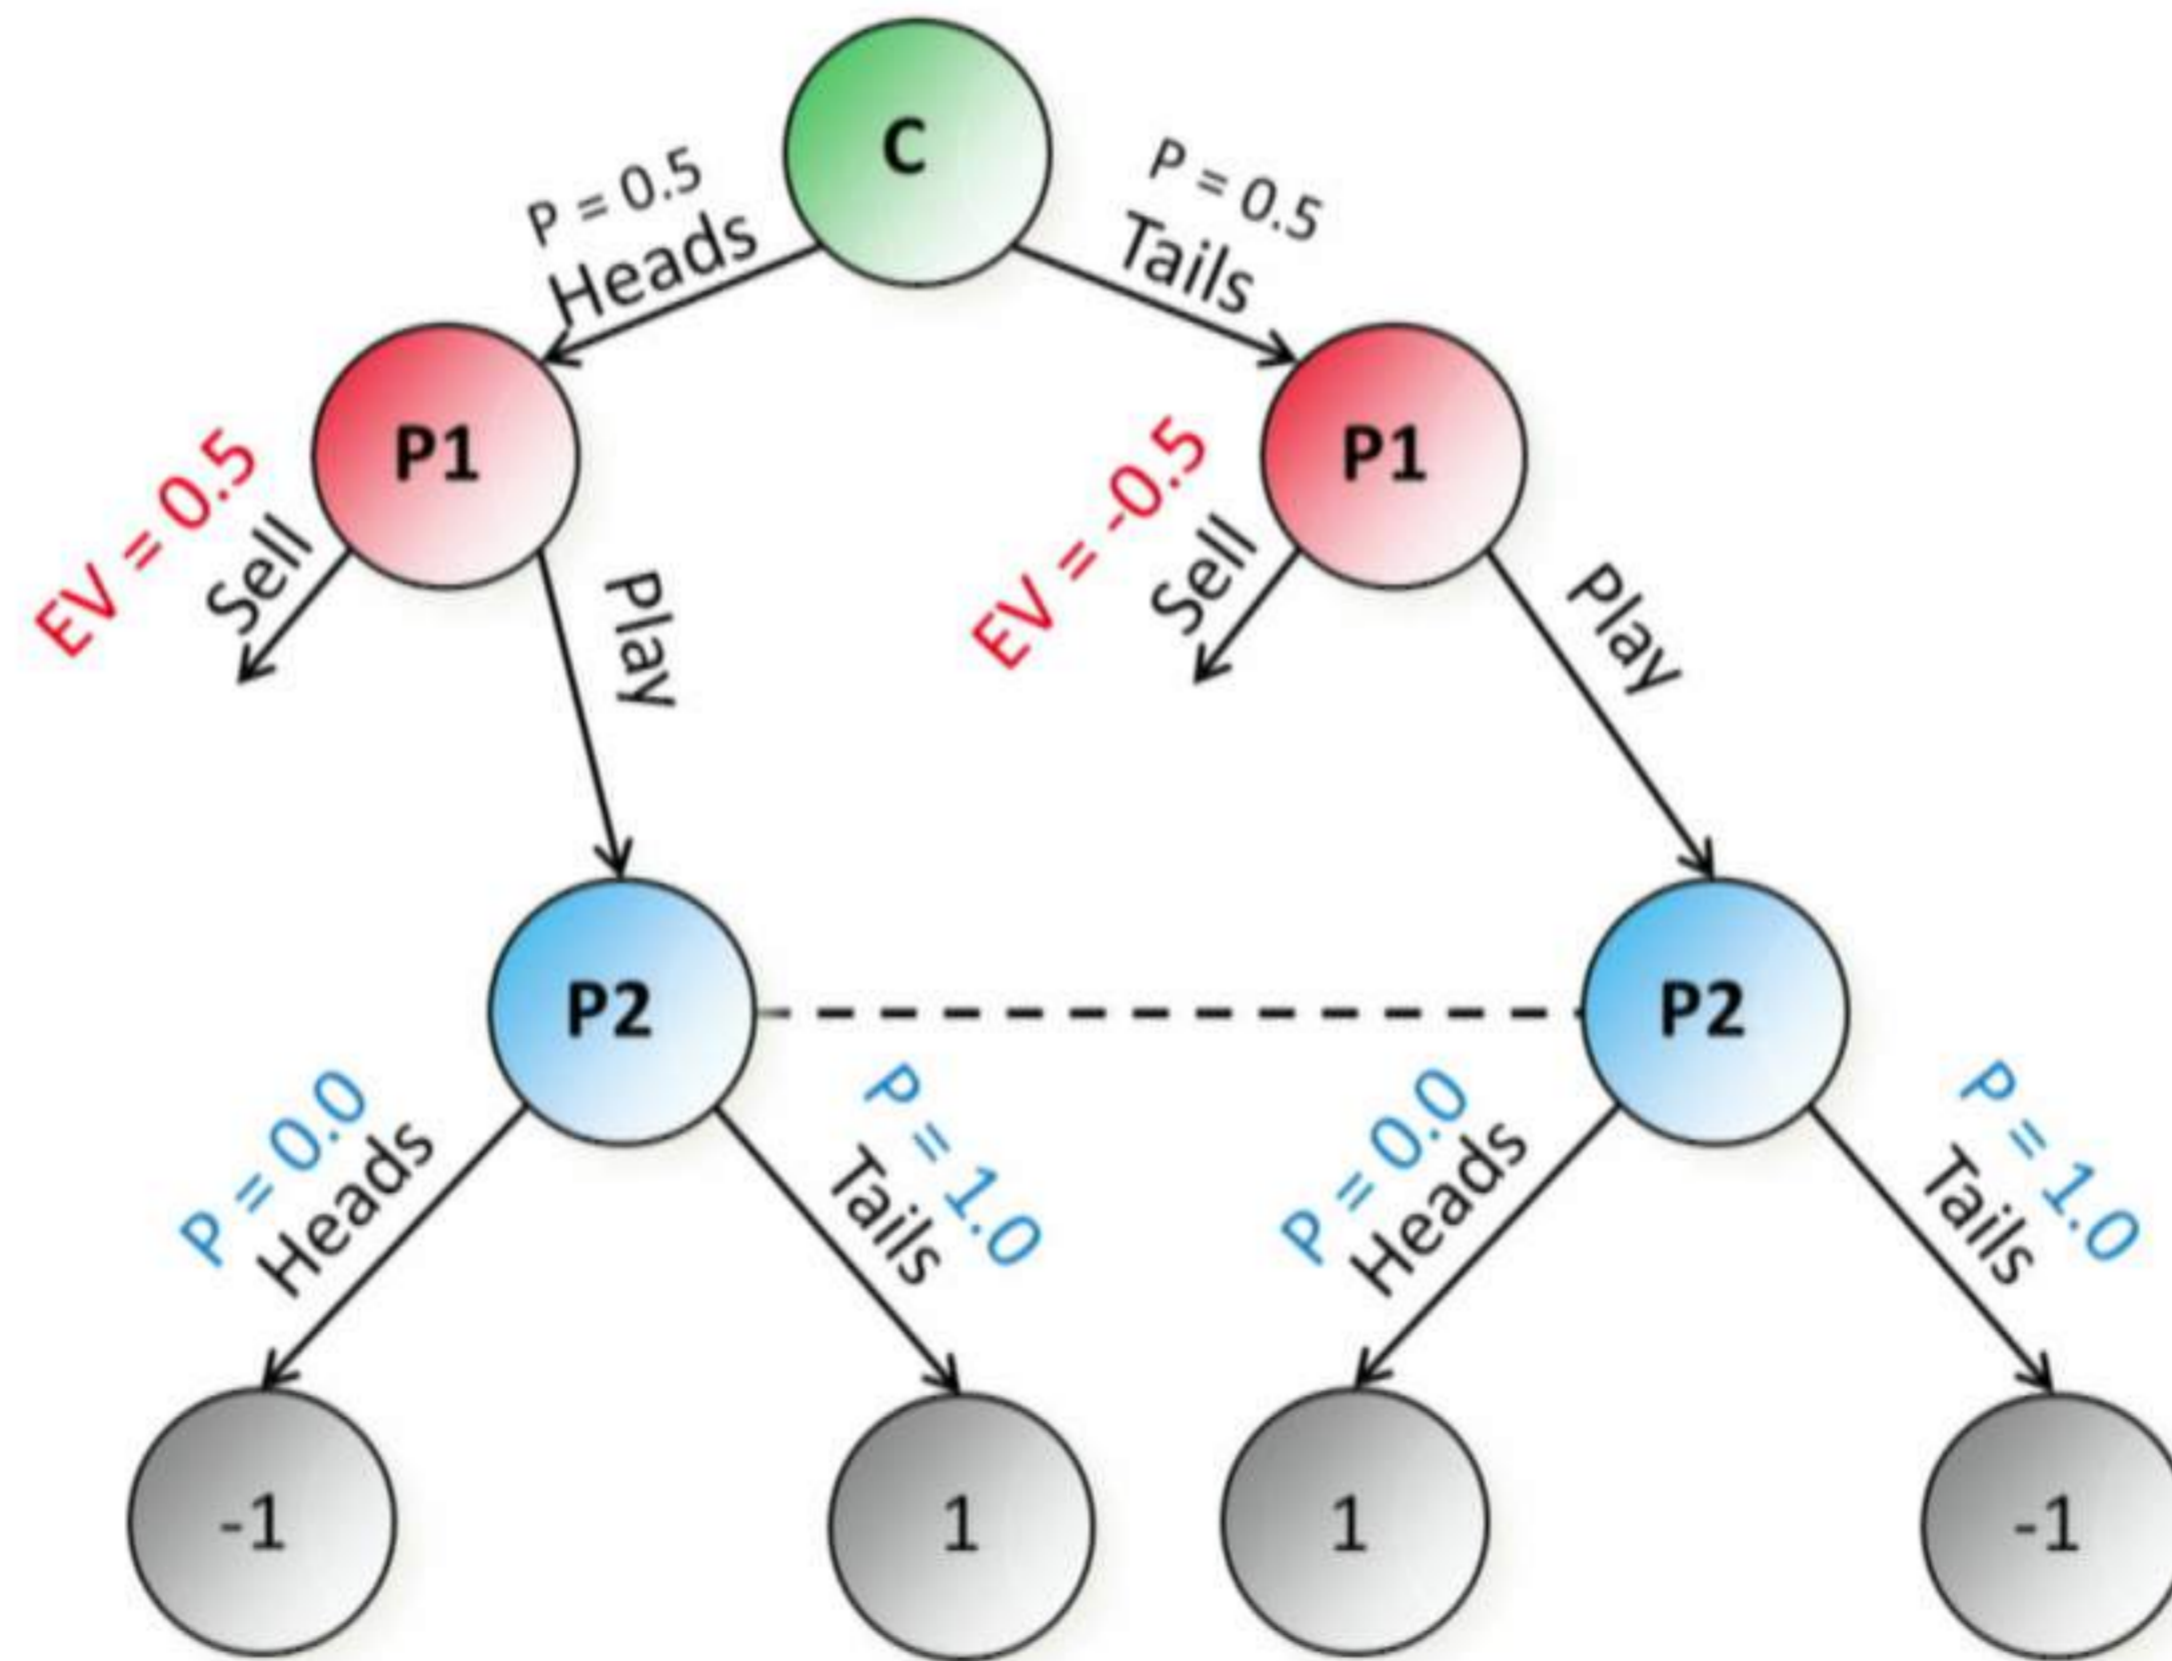 C
P = 0.5
Heads
P = 0.5
Tails
P1
P1
EV = 0.5
Sell
Play
EV = -0.5
Sell
Play
P2
P2
P = 0.0
Heads
P = 1.0
Tails
P = 0.0
Heads
P = 1.0
Tails
-1
1
1
-1